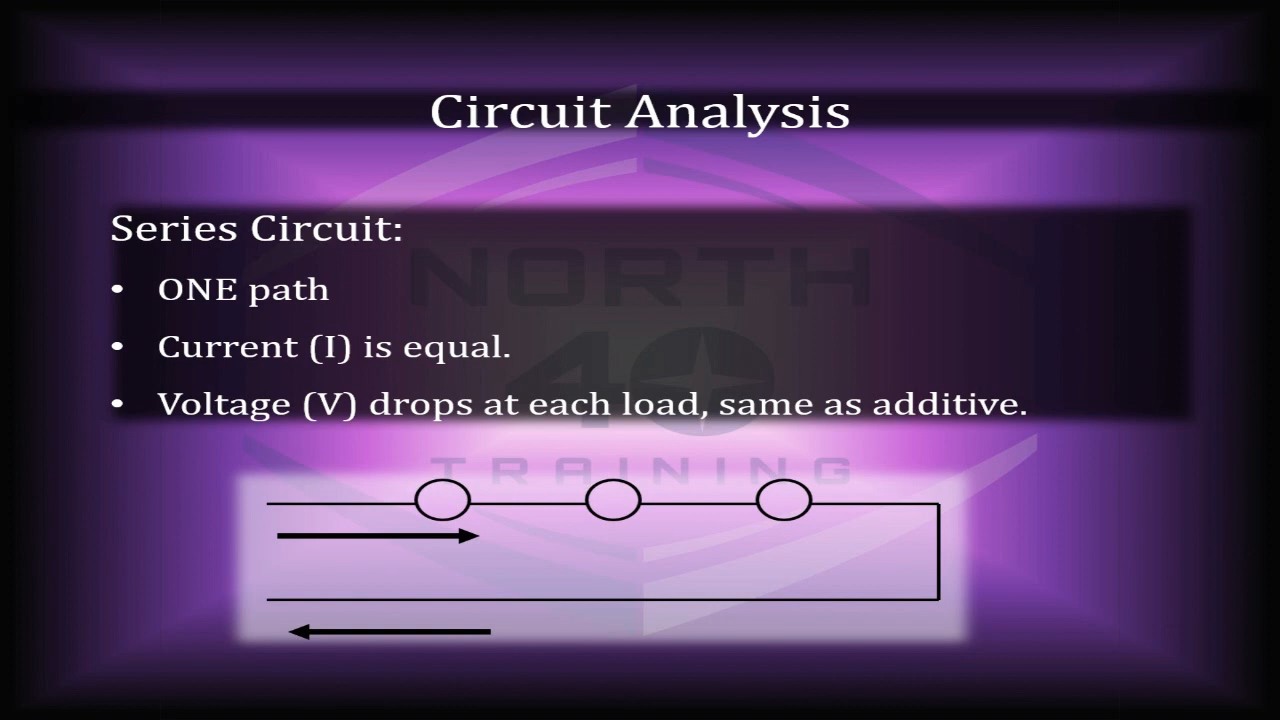 Circuit Analysis
Series Circuit:
• ONE path
• Current (I) is equal.
• Voltage (V) drops at each load, same as additive.
NORTH
40
TRAINING